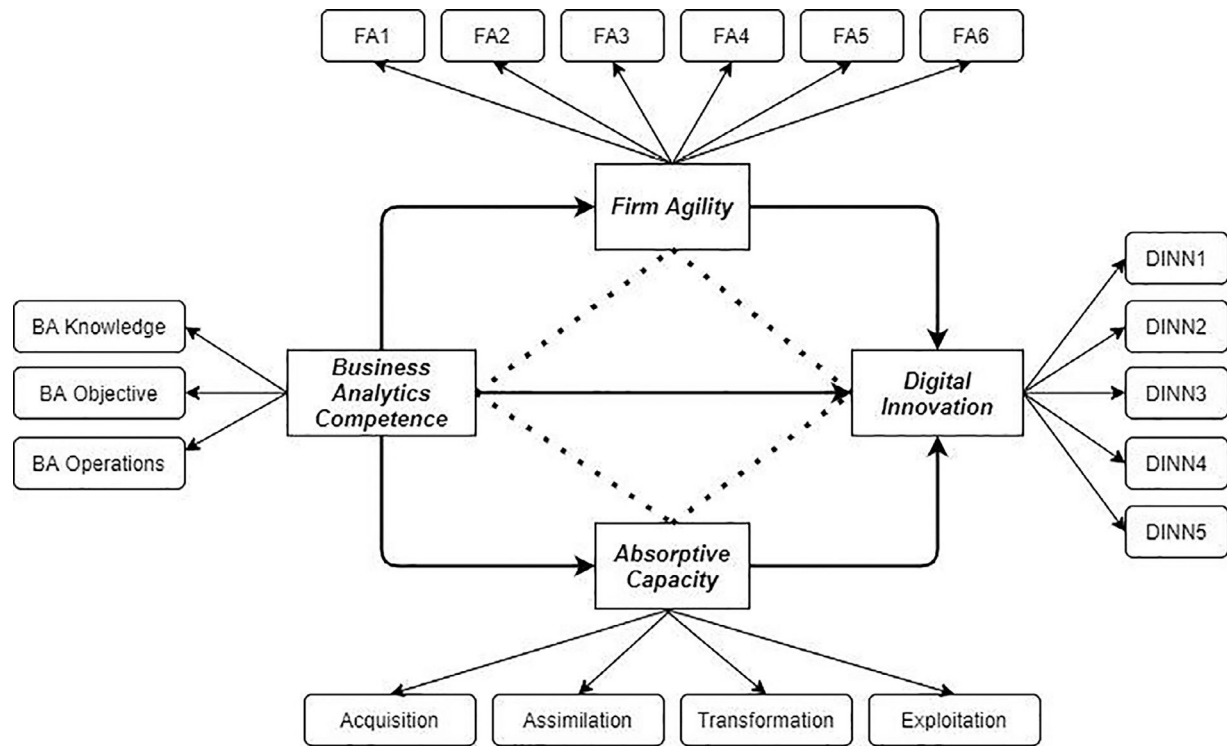 FA1
FA2
FA3
FA4
FA5
FA6
Firm Agility
BA Knowledge
BA Objective
BA Operations
Business
Analytics
Competence
Digital
Innovation
DINN1
DINN2
DINN3
DINN4
DINN5
Absorptive
Capacity
Acquisition
Assimilation
Transformation
Exploitation